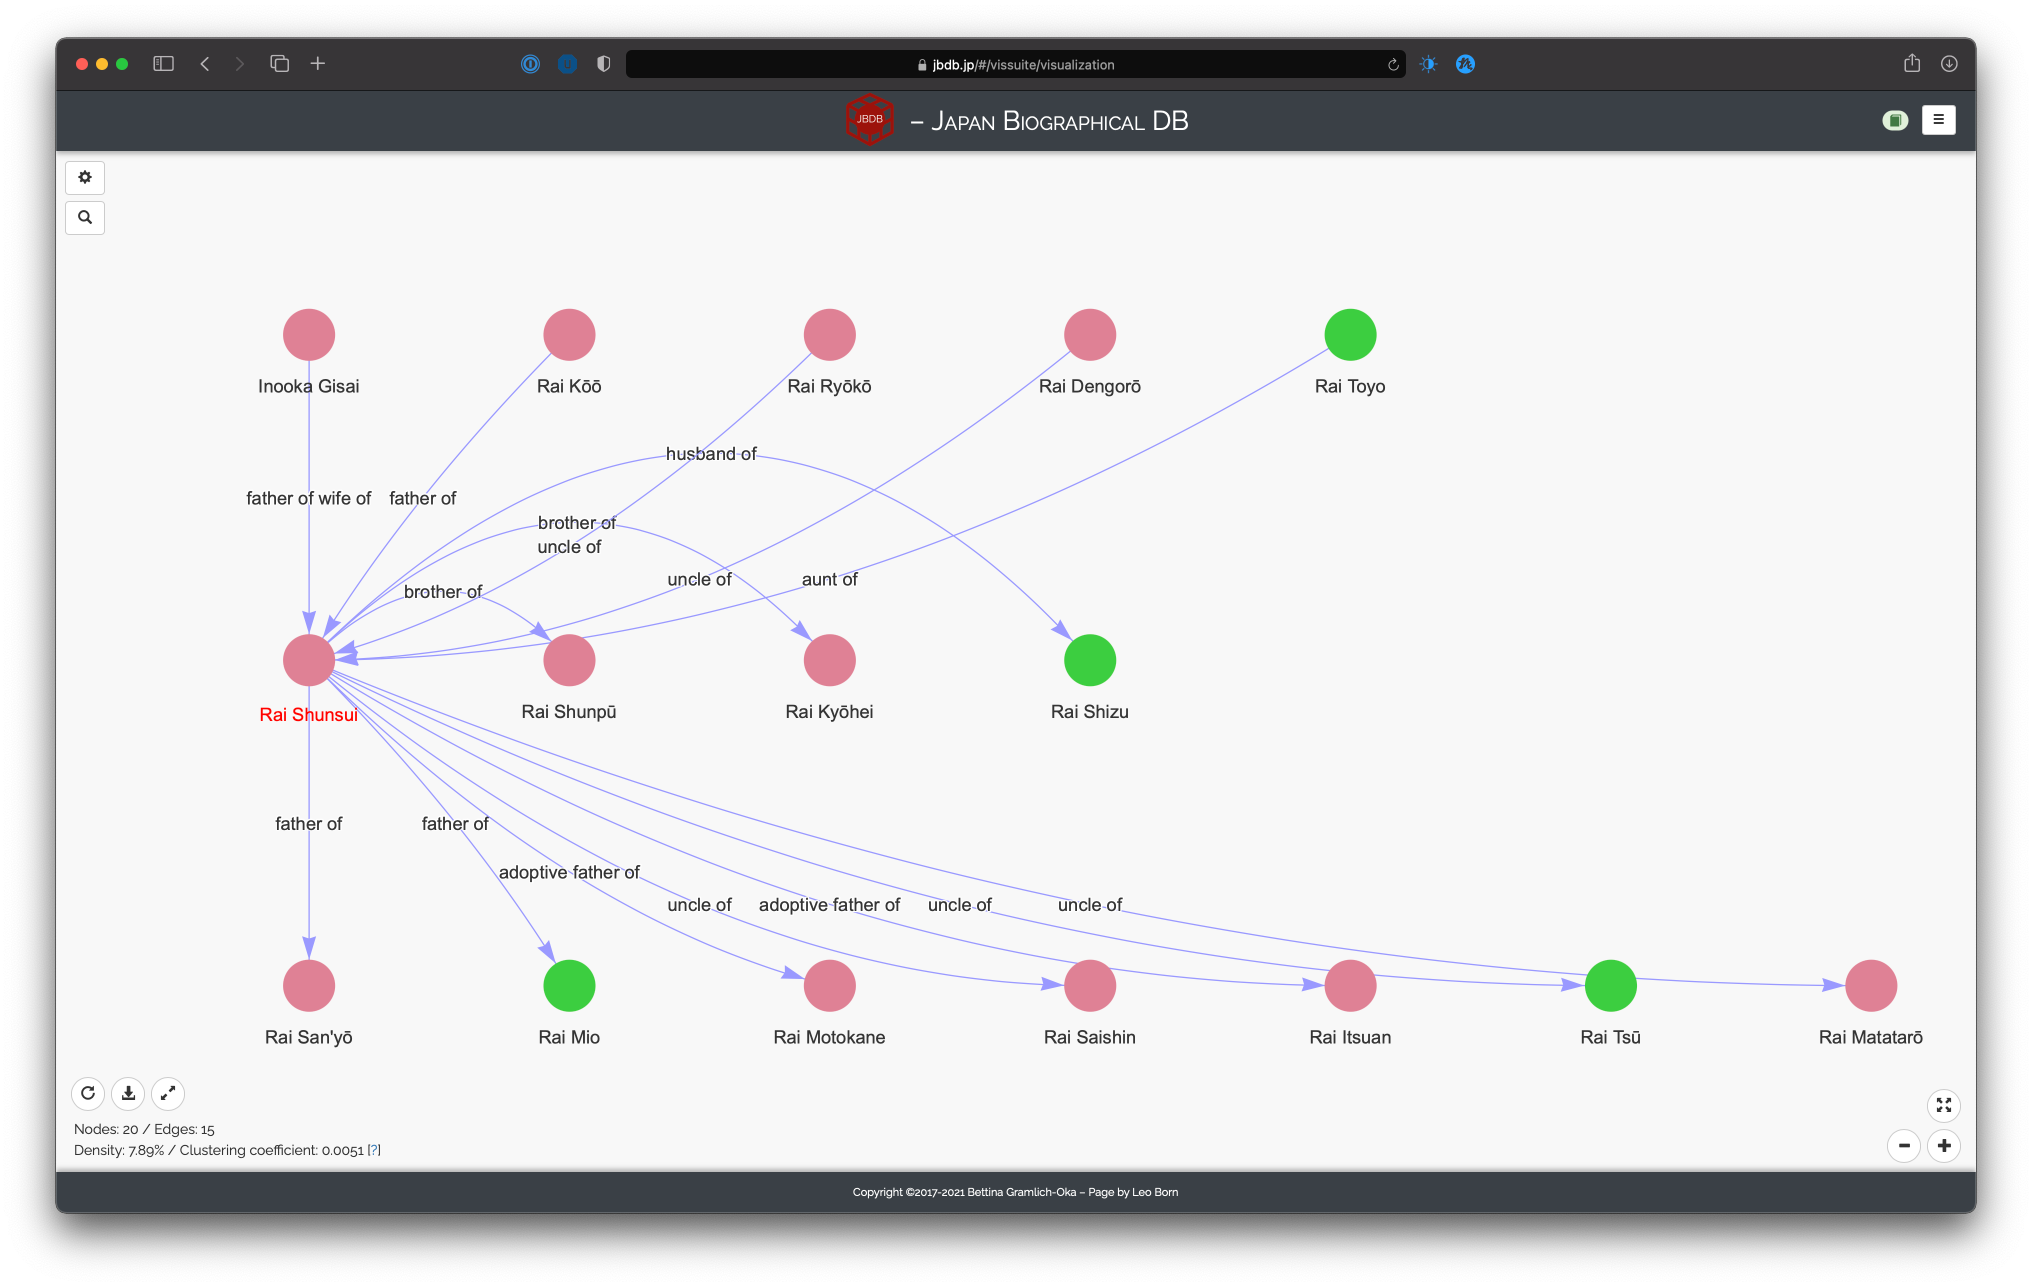 jbdb.jp/#/vissuite/visualization
JBDB
– Japan Biographical DB
Inooka Gisai
Rai Kōō
Rai Ryōkō
Rai Dengorō
Rai Toyo
husband of
father of wife of
father of
brother of
uncle of
uncle of
aunt of
brother of
Rai Shunsui
Rai Shunpū
Rai Kyōhei
Rai Shizu
father of
father of
adoptive father of
uncle of
adoptive father of
uncle of
uncle of
Rai San'yō
Rai Mio
Rai Motokane
Rai Saishin
Rai Itsuan
Rai Tsū
Rai Matatarō
Nodes: 20 / Edges: 15
Density: 7.89% / Clustering coefficient: 0.0051 [?]
Copyright ©2017-2021 Bettina Gramlich-Oka – Page by Leo Born